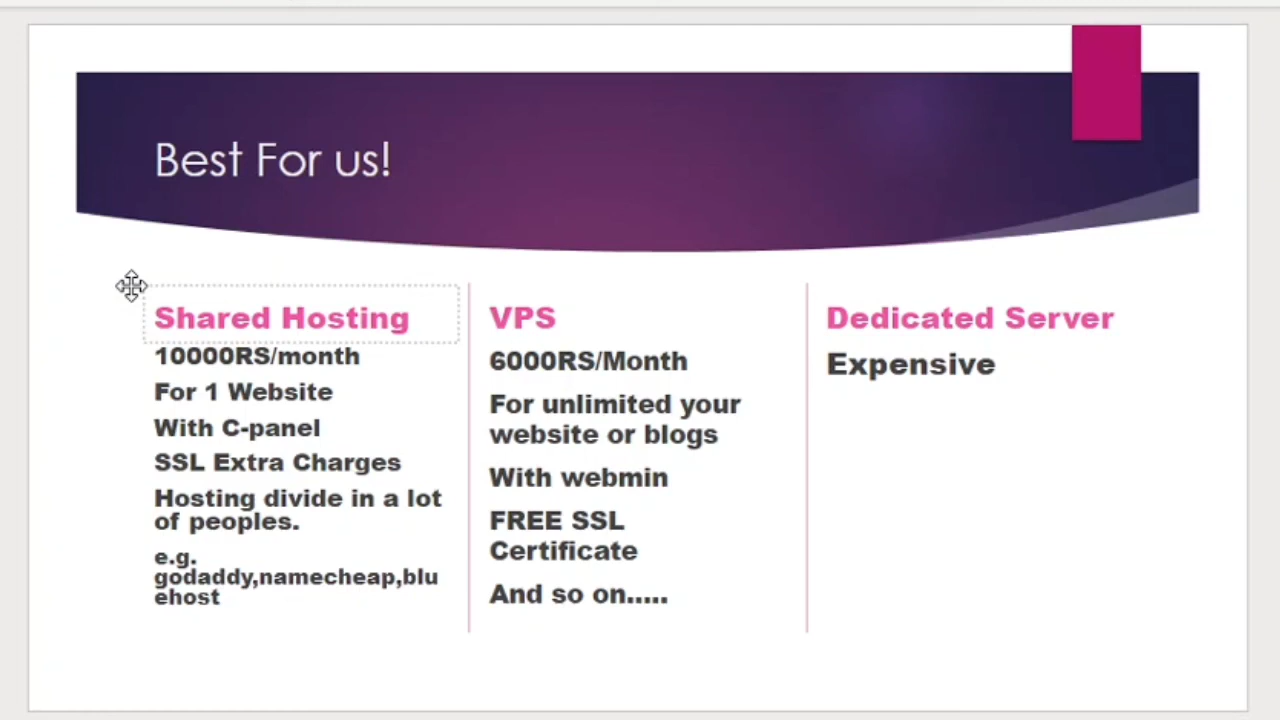 Best For us!
Shared Hosting
10000RS/month
For 1 Website
With C-panel
SSL Extra Charges
Hosting divide in a lot
of peoples.
e.g.
godaddy,namecheap,blu
ehost
VPS
6000RS/Month
For unlimited your
website or blogs
With webmin
FREE SSL
Certificate
And so on.....
Dedicated Server
Expensive